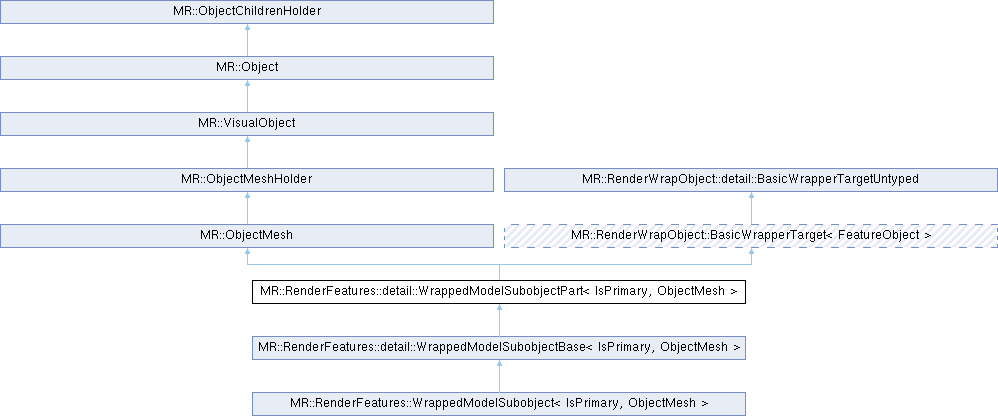 MR::ObjectChildrenHolder
MR::Object
MR::VisualObject
MR::ObjectMeshHolder
MR::RenderWrapObject::detail::BasicWrapperTargetUntyped
MR::ObjectMesh
MR::RenderWrapObject::BasicWrapperTarget< FeatureObject >
MR::RenderFeatures::detail::WrappedModelSubobjectPart< IsPrimary, ObjectMesh >
MR::RenderFeatures::detail::WrappedModelSubobjectBase< IsPrimary, ObjectMesh >
MR::RenderFeatures::WrappedModelSubobject< IsPrimary, ObjectMesh >